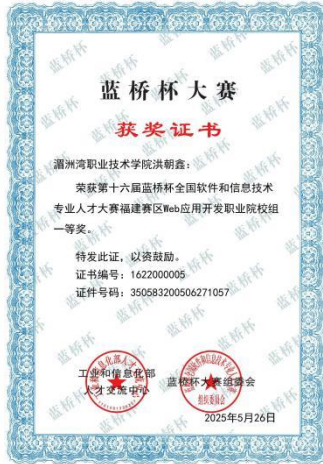 蓝桥杯大赛
获奖证书
湄洲湾职业技术学院洪朝鑫：
荣获第十六届蓝桥杯全国软件和信息技术
专业人才大赛福建赛区Web应用开发职业院校组
一等奖。
特发此证，以资鼓励。
证书编号：1622000005
证件号码：350583200506271057
工业和信息化部
人才交流中心
蓝桥杯大赛组委会
组织委员会
2025年5月26日